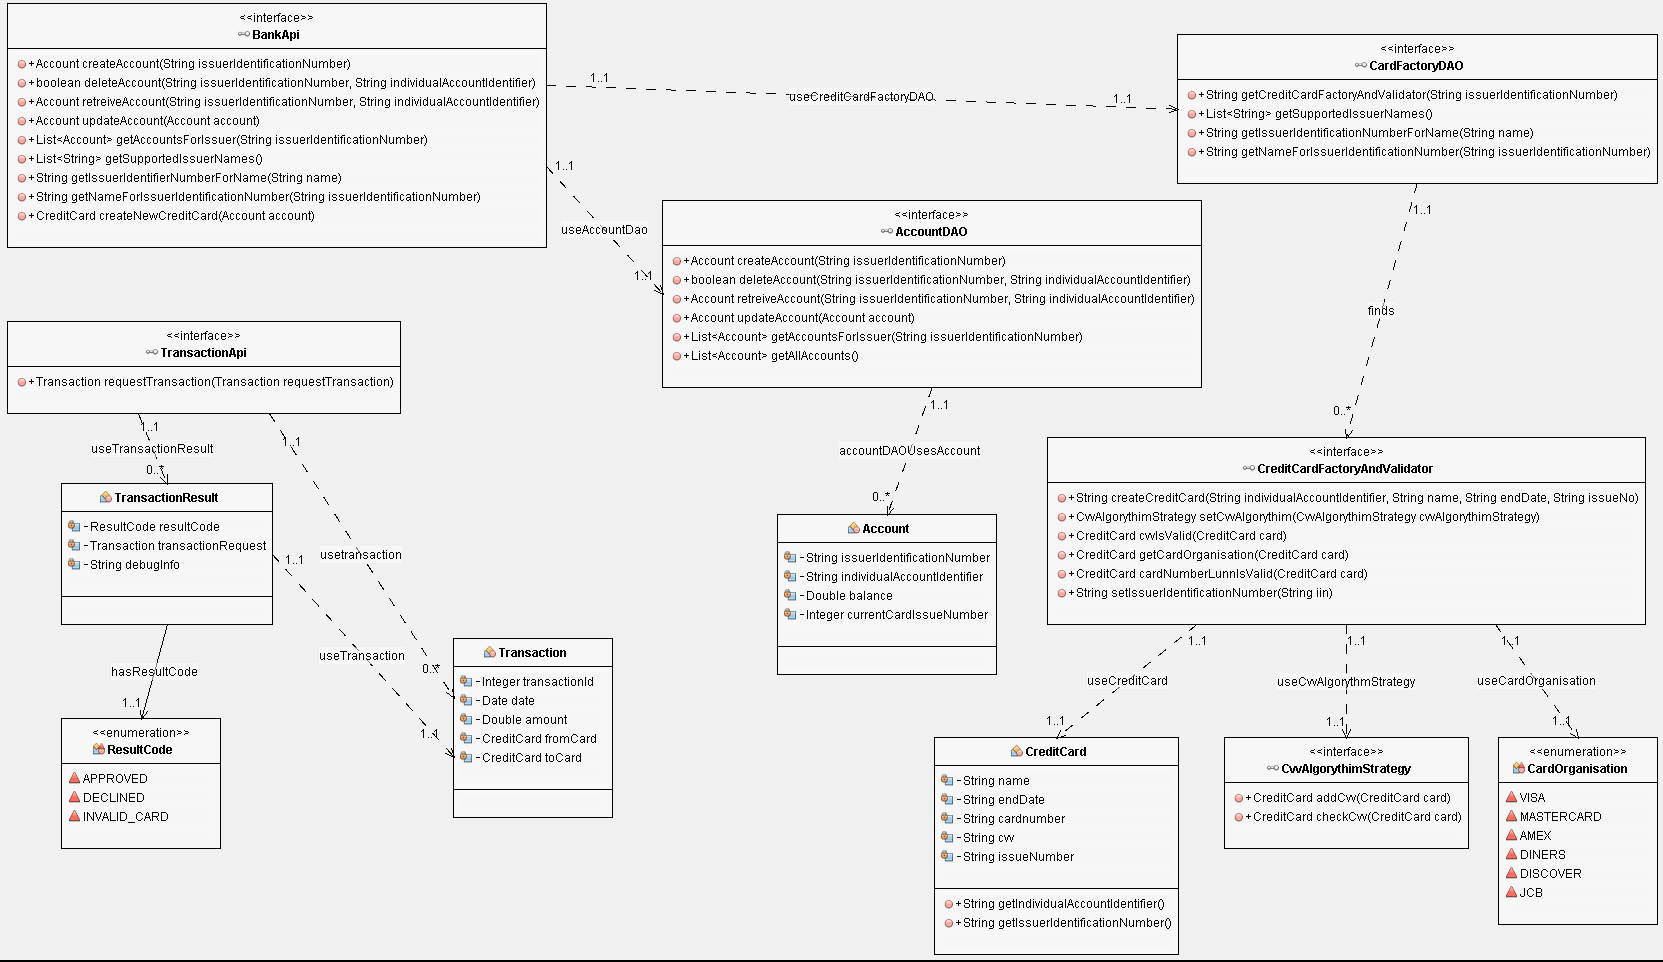 <<interface>>
BankApi
+Account createAccount(String issuerIdentificationNumber)
+boolean deleteAccount(String issuerIdentificationNumber, String individualAccountIdentifier)
+Account retreiveAccount(String issuerIdentificationNumber, String individualAccountIdentifier)
+Account updateAccount(Account account)
+List<Account> getAccountsForIssuer(String issuerIdentificationNumber)
+List<String> getSupportedIssuerNames()
+String getIssuerIdentifierNumberForName(String name)
+String getNameForIssuerIdentificationNumber(String issuerIdentificationNumber)
+CreditCard createNewCreditCard(Account account)
1..1
useCreditCardFactoryDAO
1..1
<<interface>>
CardFactoryDAO
+String getCreditCardFactoryAndValidator(String issuerIdentificationNumber)
+List<String> getSupportedIssuerNames()
+String getIssuerIdentificationNumberForName(String name)
+String getNameForIssuerIdentificationNumber(String issuerIdentificationNumber)
1..1
useAccountDao
1..1
<<interface>>
AccountDAO
+Account createAccount(String issuerIdentificationNumber)
+boolean deleteAccount(String issuerIdentificationNumber, String individualAccountIdentifier)
+Account retreiveAccount(String issuerIdentificationNumber, String individualAccountIdentifier)
+Account updateAccount(Account account)
+List<Account> getAccountsForIssuer(String issuerIdentificationNumber)
+List<Account> getAllAccounts()
1..1
finds
0..*
<<interface>>
TransactionApi
+Transaction requestTransaction(Transaction requestTransaction)
1..1
useTransactionResult
0..*
1..1
usetransaction
0..*
1..1
accountDAOUsesAccount
0..*
TransactionResult
-ResultCode resultCode
-Transaction transactionRequest
-String debugInfo
1..1
useTransaction
1..1
hasResultCode
1..1
<<enumeration>>
ResultCode
APPROVED
DECLINED
INVALID_CARD
Transaction
-Integer transactionId
-Date date
-Double amount
-CreditCard fromCard
-CreditCard toCard
Account
-String issuerIdentificationNumber
-String individualAccountIdentifier
-Double balance
-Integer currentCardIssueNumber
<<interface>>
CreditCardFactoryAndValidator
+String createCreditCard(String individualAccountIdentifier, String name, String endDate, String issueNo)
+CvvAlgorythimStrategy setCvvAlgorythim(CvvAlgorythimStrategy cvvAlgorythimStrategy)
+CreditCard cvvIsValid(CreditCard card)
+CreditCard getCardOrganisation(CreditCard card)
+CreditCard cardNumberLunnIsValid(CreditCard card)
+String setIssuerIdentificationNumber(String iin)
1..1
useCreditCard
1..1
1..1
useCvvAlgorythmStrategy
1..1
1..1
useCardOrganisation
1..1
CreditCard
-String name
-String endDate
-String cardnumber
-String cvv
-String issueNumber
+String getIndividualAccountIdentifier()
+String getIssuerIdentificationNumber()
<<interface>>
CvvAlgorythimStrategy
+CreditCard addCvv(CreditCard card)
+CreditCard checkCvv(CreditCard card)
<<enumeration>>
CardOrganisation
VISA
MASTERCARD
AMEX
DINERS
DISCOVER
JCB